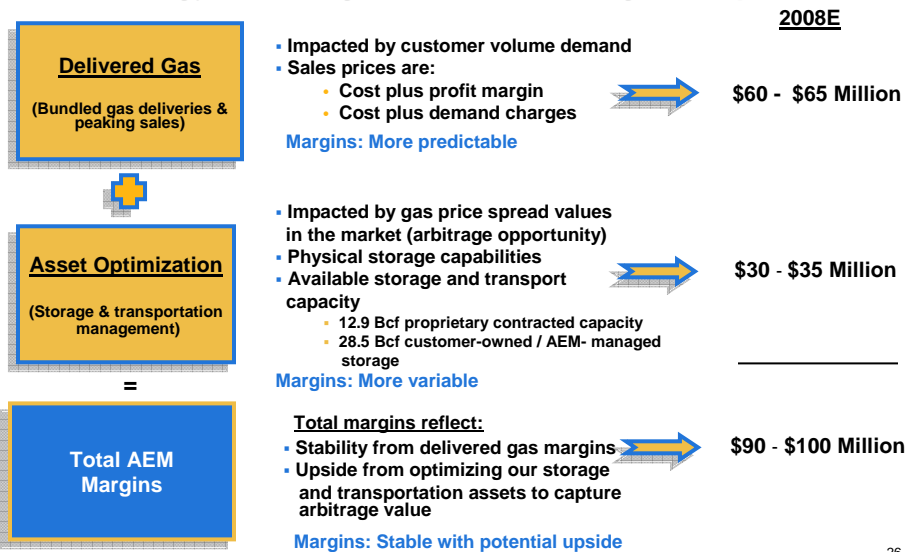 2008E
Delivered Gas
(Bundled gas deliveries &
peaking sales)
▪ Impacted by customer volume demand
▪ Sales prices are:
▪ Cost plus profit margin
▪ Cost plus demand charges
Margins: More predictable
$60 - $65 Million
Asset Optimization
(Storage & transportation
management)
▪ Impacted by gas price spread values
in the market (arbitrage opportunity)
▪ Physical storage capabilities
▪ Available storage and transport
capacity
▪ 12.9 Bcf proprietary contracted capacity
▪ 28.5 Bcf customer-owned / AEM- managed
storage
Margins: More variable
$30 - $35 Million
=
Total AEM
Margins
Total margins reflect:
▪ Stability from delivered gas margins
▪ Upside from optimizing our storage
and transportation assets to capture
arbitrage value
Margins: Stable with potential upside
$90 - $100 Million